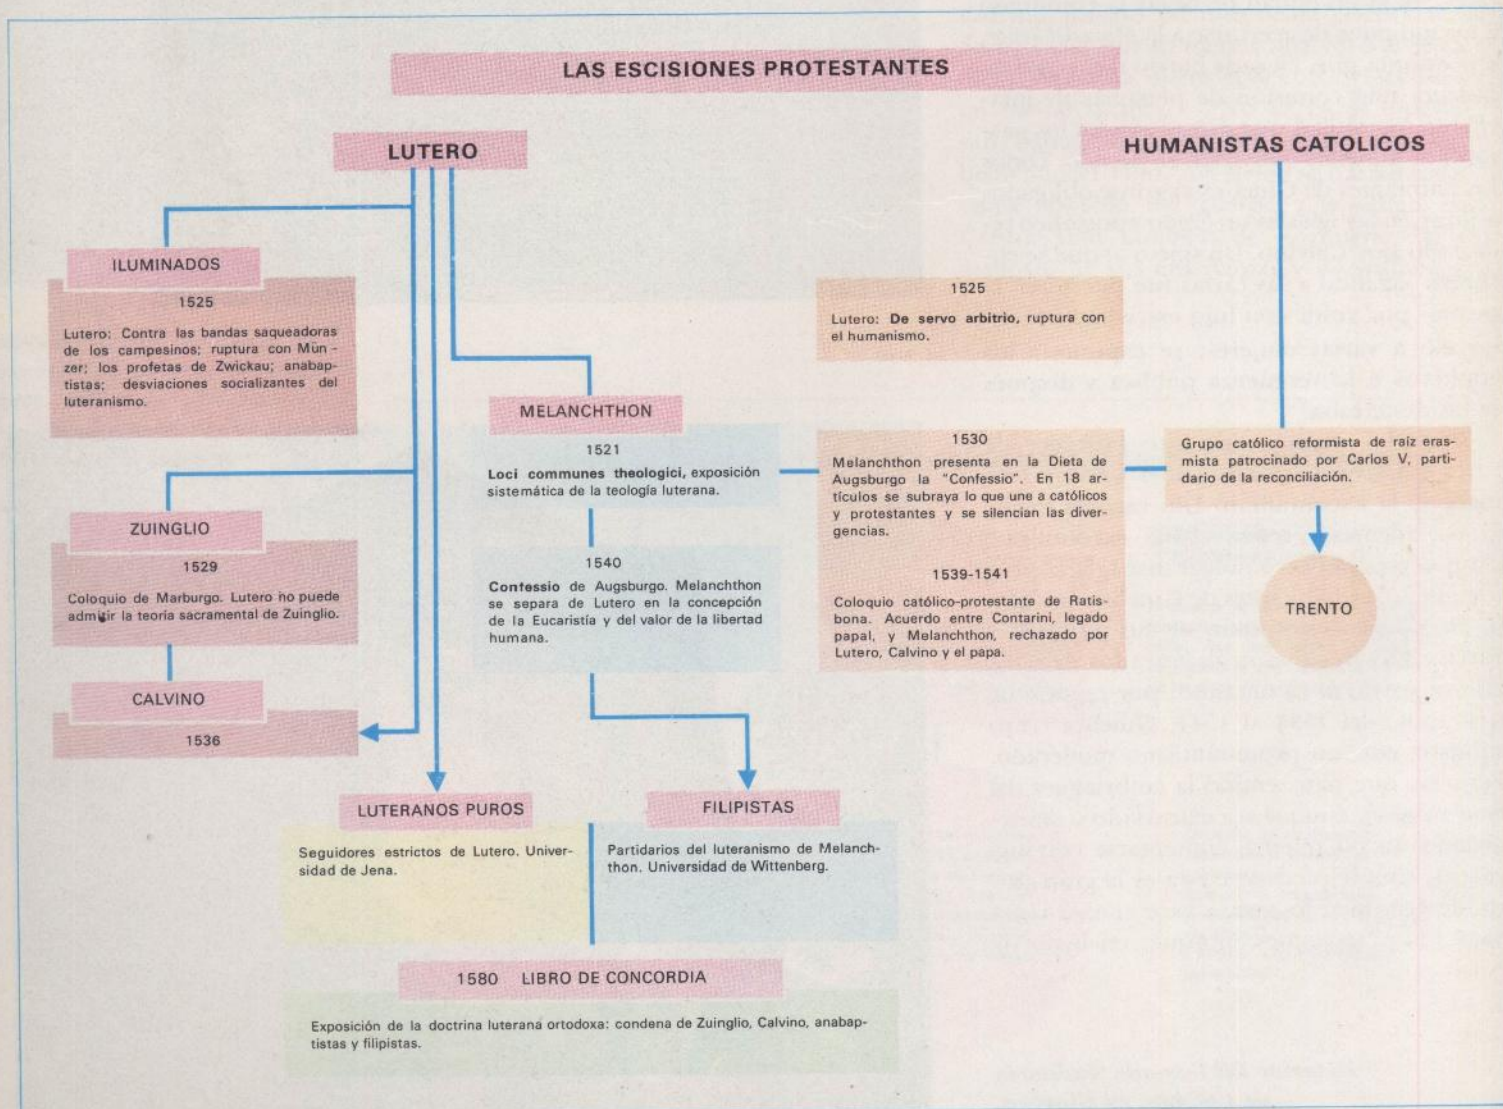 LAS ESCISIONES PROTESTANTES
LUTERO
HUMANISTAS CATOLICOS
ILUMINADOS
1525
Lutero: Contra las bandas saqueadoras
de los campesinos; ruptura con Mün-
zer; los profetas de Zwickau; anabap-
tistas; desviaciones socializantes del
luteranismo.
1525
Lutero: De servo arbitrio, ruptura con
el humanismo.
MELANCHTHON
1521
Loci communes theologici, exposición
sistemática de la teología luterana.
1530
Melanchthon presenta en la Dieta de
Augsburgo la "Confessio". En 18 ar-
tículos se subraya lo que une a católicos
y protestantes y se silencian las diver-
gencias.
Grupo católico reformista de raíz eras-
mista patrocinado por Carlos V, parti-
dario de la reconciliación.
ZUINGLIO
1529
Coloquio de Marburgo. Lutero no puede
admitir la teoría sacramental de Zuinglio.
1540
Confessio de Augsburgo. Melanchthon
se separa de Lutero en la concepción
de la Eucaristía y del valor de la libertad
humana.
1539-1541
Coloquio católico-protestante de Ratis-
bona. Acuerdo entre Contarini, legado
papal, y Melanchthon, rechazado por
Lutero, Calvino y el papa.
TRENTO
CALVINO
1536
LUTERANOS PUROS
Seguidores estrictos de Lutero. Univer-
sidad de Jena.
FILIPISTAS
Partidarios del luteranismo de Melanch-
thon. Universidad de Wittenberg.
1580 LIBRO DE CONCORDIA
Exposición de la doctrina luterana ortodoxa: condena de Zuinglio, Calvino, anabap-
tistas y filipistas.